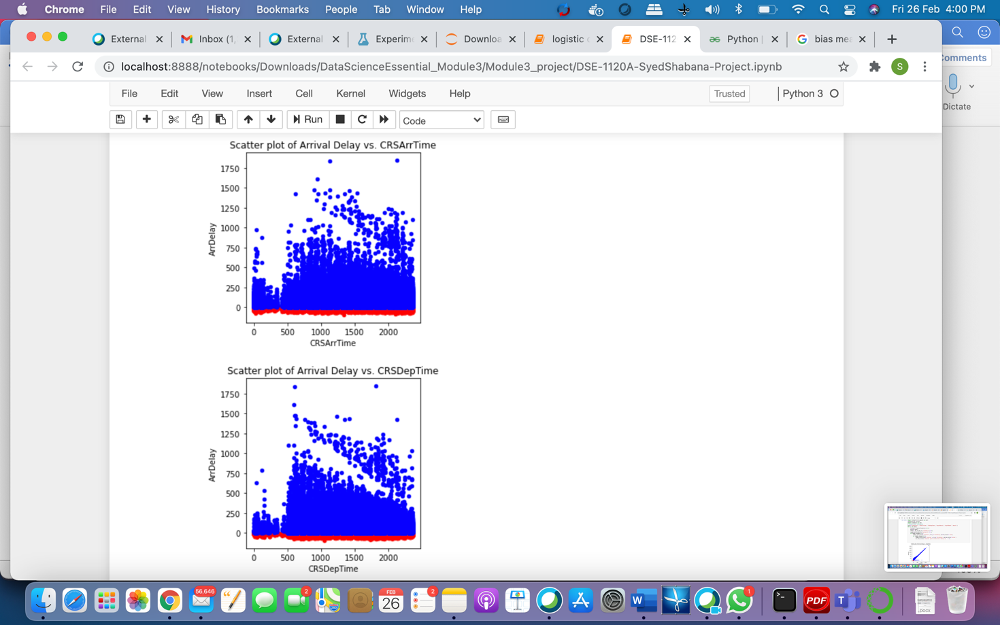 Chrome File Edit View History Bookmarks People Tab Window Help Fri 26 Feb 4:00 PM
External Inbox (1, External Experime Downloa logistic c DSE-112 Python | bias mea
localhost:8888/notebooks/Downloads/DataScienceEssential_Module3/Module3_project/DSE-1120A-SyedShabana-Project.ipynb S
omments
File Edit View Insert Cell Kernel Widgets Help Trusted Python 3
Dictate
Run Code
Scatter plot of Arrival Delay vs. CRSArrTime
1750
1500
1250
1000
750
500
250
0
ArrDelay
0 500 1000 1500 2000
CRSArrTime
Scatter plot of Arrival Delay vs. CRSDepTime
1750
1500
1250
1000
750
500
250
0
ArrDelay
0 500 1000 1500 2000
CRSDepTime
56,646 2 FEB 26 2 W 1 >_ PDF T .DOCX